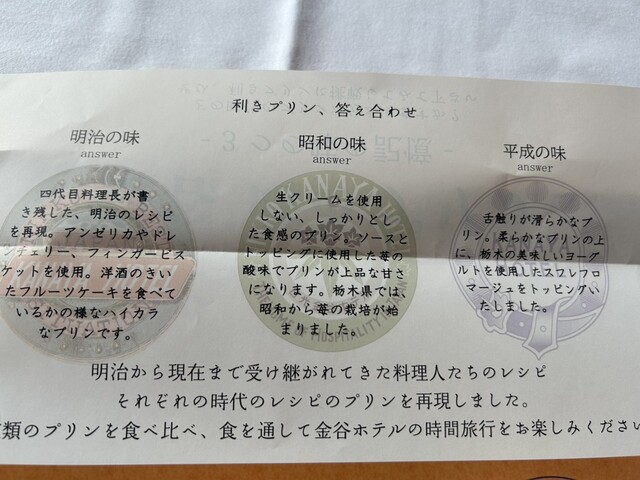 利きプリン、答え合わせ
明治の味
answer
四代目料理長が書
き残した、明治のレシピ
を再現。アンゼリカやドレ
ンチェリー、フィンガービス
ケットを使用。洋酒のきい
たフルーツケーキを食べて
いるかの様なハイカラ
なプリンです。
昭和の味
answer
生クリームを使用
しない、しっかりとし
た食感のプリン。ソースと
トッピングに使用した苺の
酸味でプリンが上品な甘さ
になります。栃木県では、
昭和から苺の栽培が始
まりました。
平成の味
answer
舌触りが滑らかなプ
リン。柔らかなプリンの上
に、栃木の美味しいヨーグ
ルトを使用したスフレフロ
マージュをトッピングい
たしました。
明治から現在まで受け継がれてきた料理人たちのレシピ
それぞれの時代のレシピのプリンを再現しました。
類のプリンを食べ比べ、食を通して金谷ホテルの時間旅行をお楽しみください